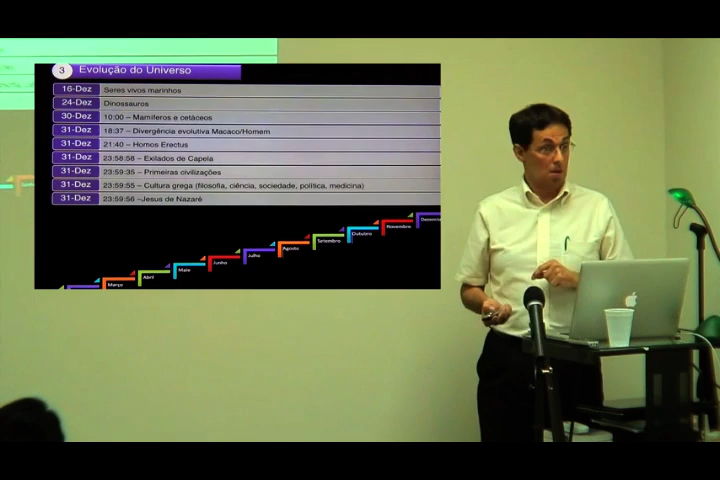 3 Evolução do Universo
16-Dez Seres vivos marinhos
24-Dez Dinossauros
30-Dez 10:00 – Mamíferos e cetáceos
31-Dez 18:37 – Divergência evolutiva Macaco/Homem
31-Dez 21:40 – Homos Erectus
31-Dez 23:58:58 – Exilados de Capela
31-Dez 23:59:35 – Primeiras civilizações
31-Dez 23:59:55 – Cultura grega (filosofia, ciência, sociedade, política, medicina)
31-Dez 23:59:56 –Jesus de Nazaré
Março
Abril
Maio
Junho
Julho
Agosto
Setembro
Outubro
Novembro